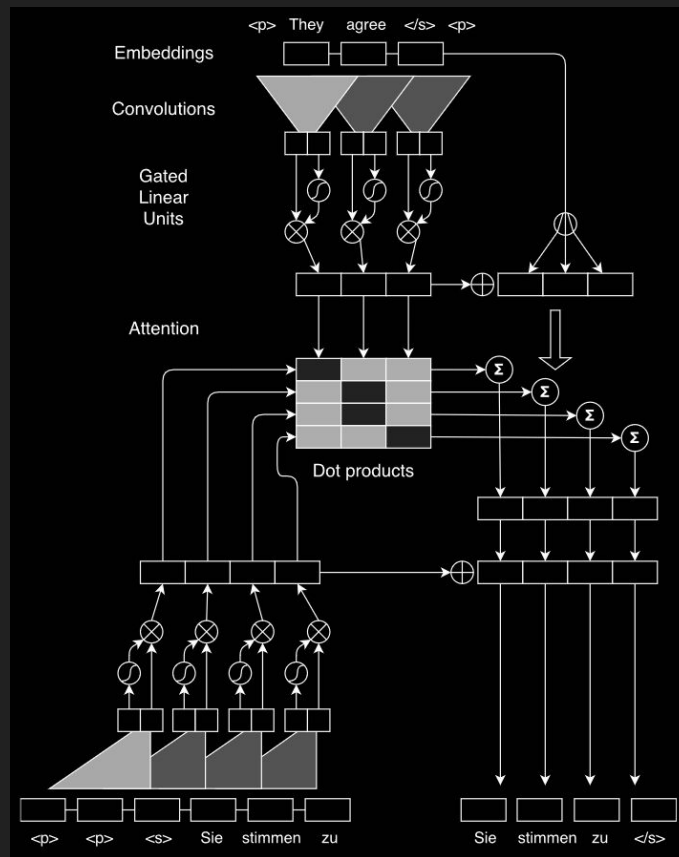 <p> They agree </s> <p>
Embeddings
Convolutions
Gated
Linear
Units
Attention
Σ
Σ
Σ
Σ
Dot products
<p> <p> <s> Sie stimmen zu
Sie stimmen zu </s>